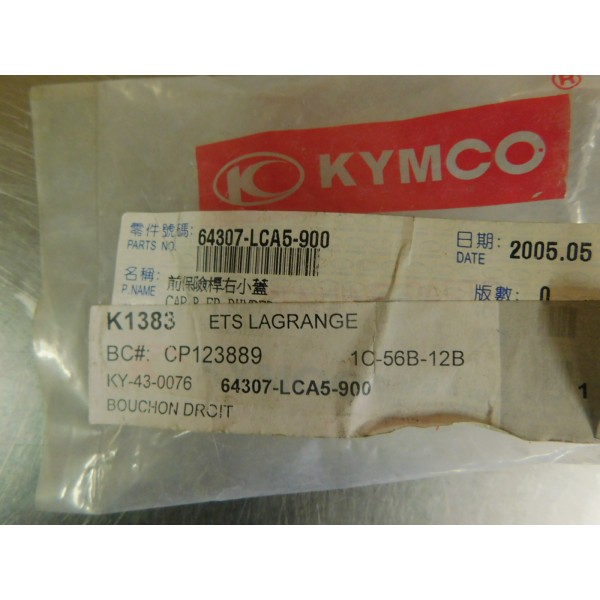 ®
KYMCO
零件號碼: 64307-LCA5-900
PARTS NO.
日期: 2005.05
DATE
名稱: 前保險桿右小蓋
P.NAME CAP
版數: 0
K1383 ETS LAGRANGE
BC#: CP123889 1C-56B-12B
KY-43-0076 64307-LCA5-900 1
BOUCHON DROIT